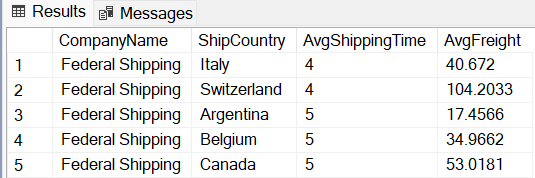 Results Messages
CompanyName ShipCountry AvgShippingTime AvgFreight
1 Federal Shipping Italy 4 40.672
2 Federal Shipping Switzerland 4 104.2033
3 Federal Shipping Argentina 5 17.4566
4 Federal Shipping Belgium 5 34.9662
5 Federal Shipping Canada 5 53.0181